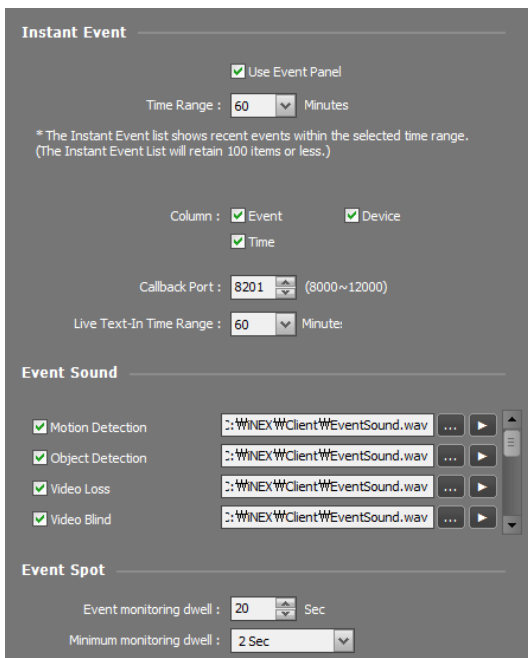 Instant Event
Use Event Panel
Time Range : 60 Minutes
* The Instant Event list shows recent events within the selected time range.
(The Instant Event List will retain 100 items or less.)
Column : Event Device
Time
Callback Port : 8201 (8000~12000)
Live Text-In Time Range : 60 Minute
Event Sound
Motion Detection :₩iNEX₩Client₩EventSound.wav ...
Object Detection :₩iNEX₩Client₩EventSound.wav ...
Video Loss :₩iNEX₩Client₩EventSound.wav ...
Video Blind :₩iNEX₩Client₩EventSound.wav ...
Event Spot
Event monitoring dwell : 20 Sec
Minimum monitoring dwell : 2 Sec